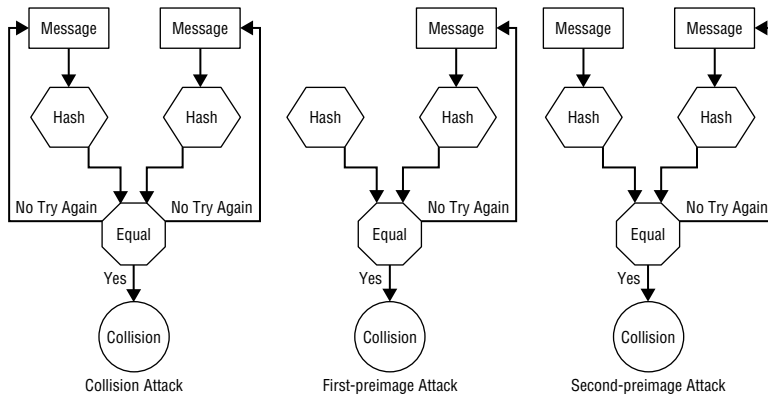 Message
Message
Hash
Hash
No Try Again
No Try Again
Equal
Yes
Collision
Collision Attack
Message
Hash
Hash
No Try Again
Equal
Yes
Collision
First-preimage Attack
Message
Message
Hash
Hash
No Try Again
Equal
Yes
Collision
Second-preimage Attack